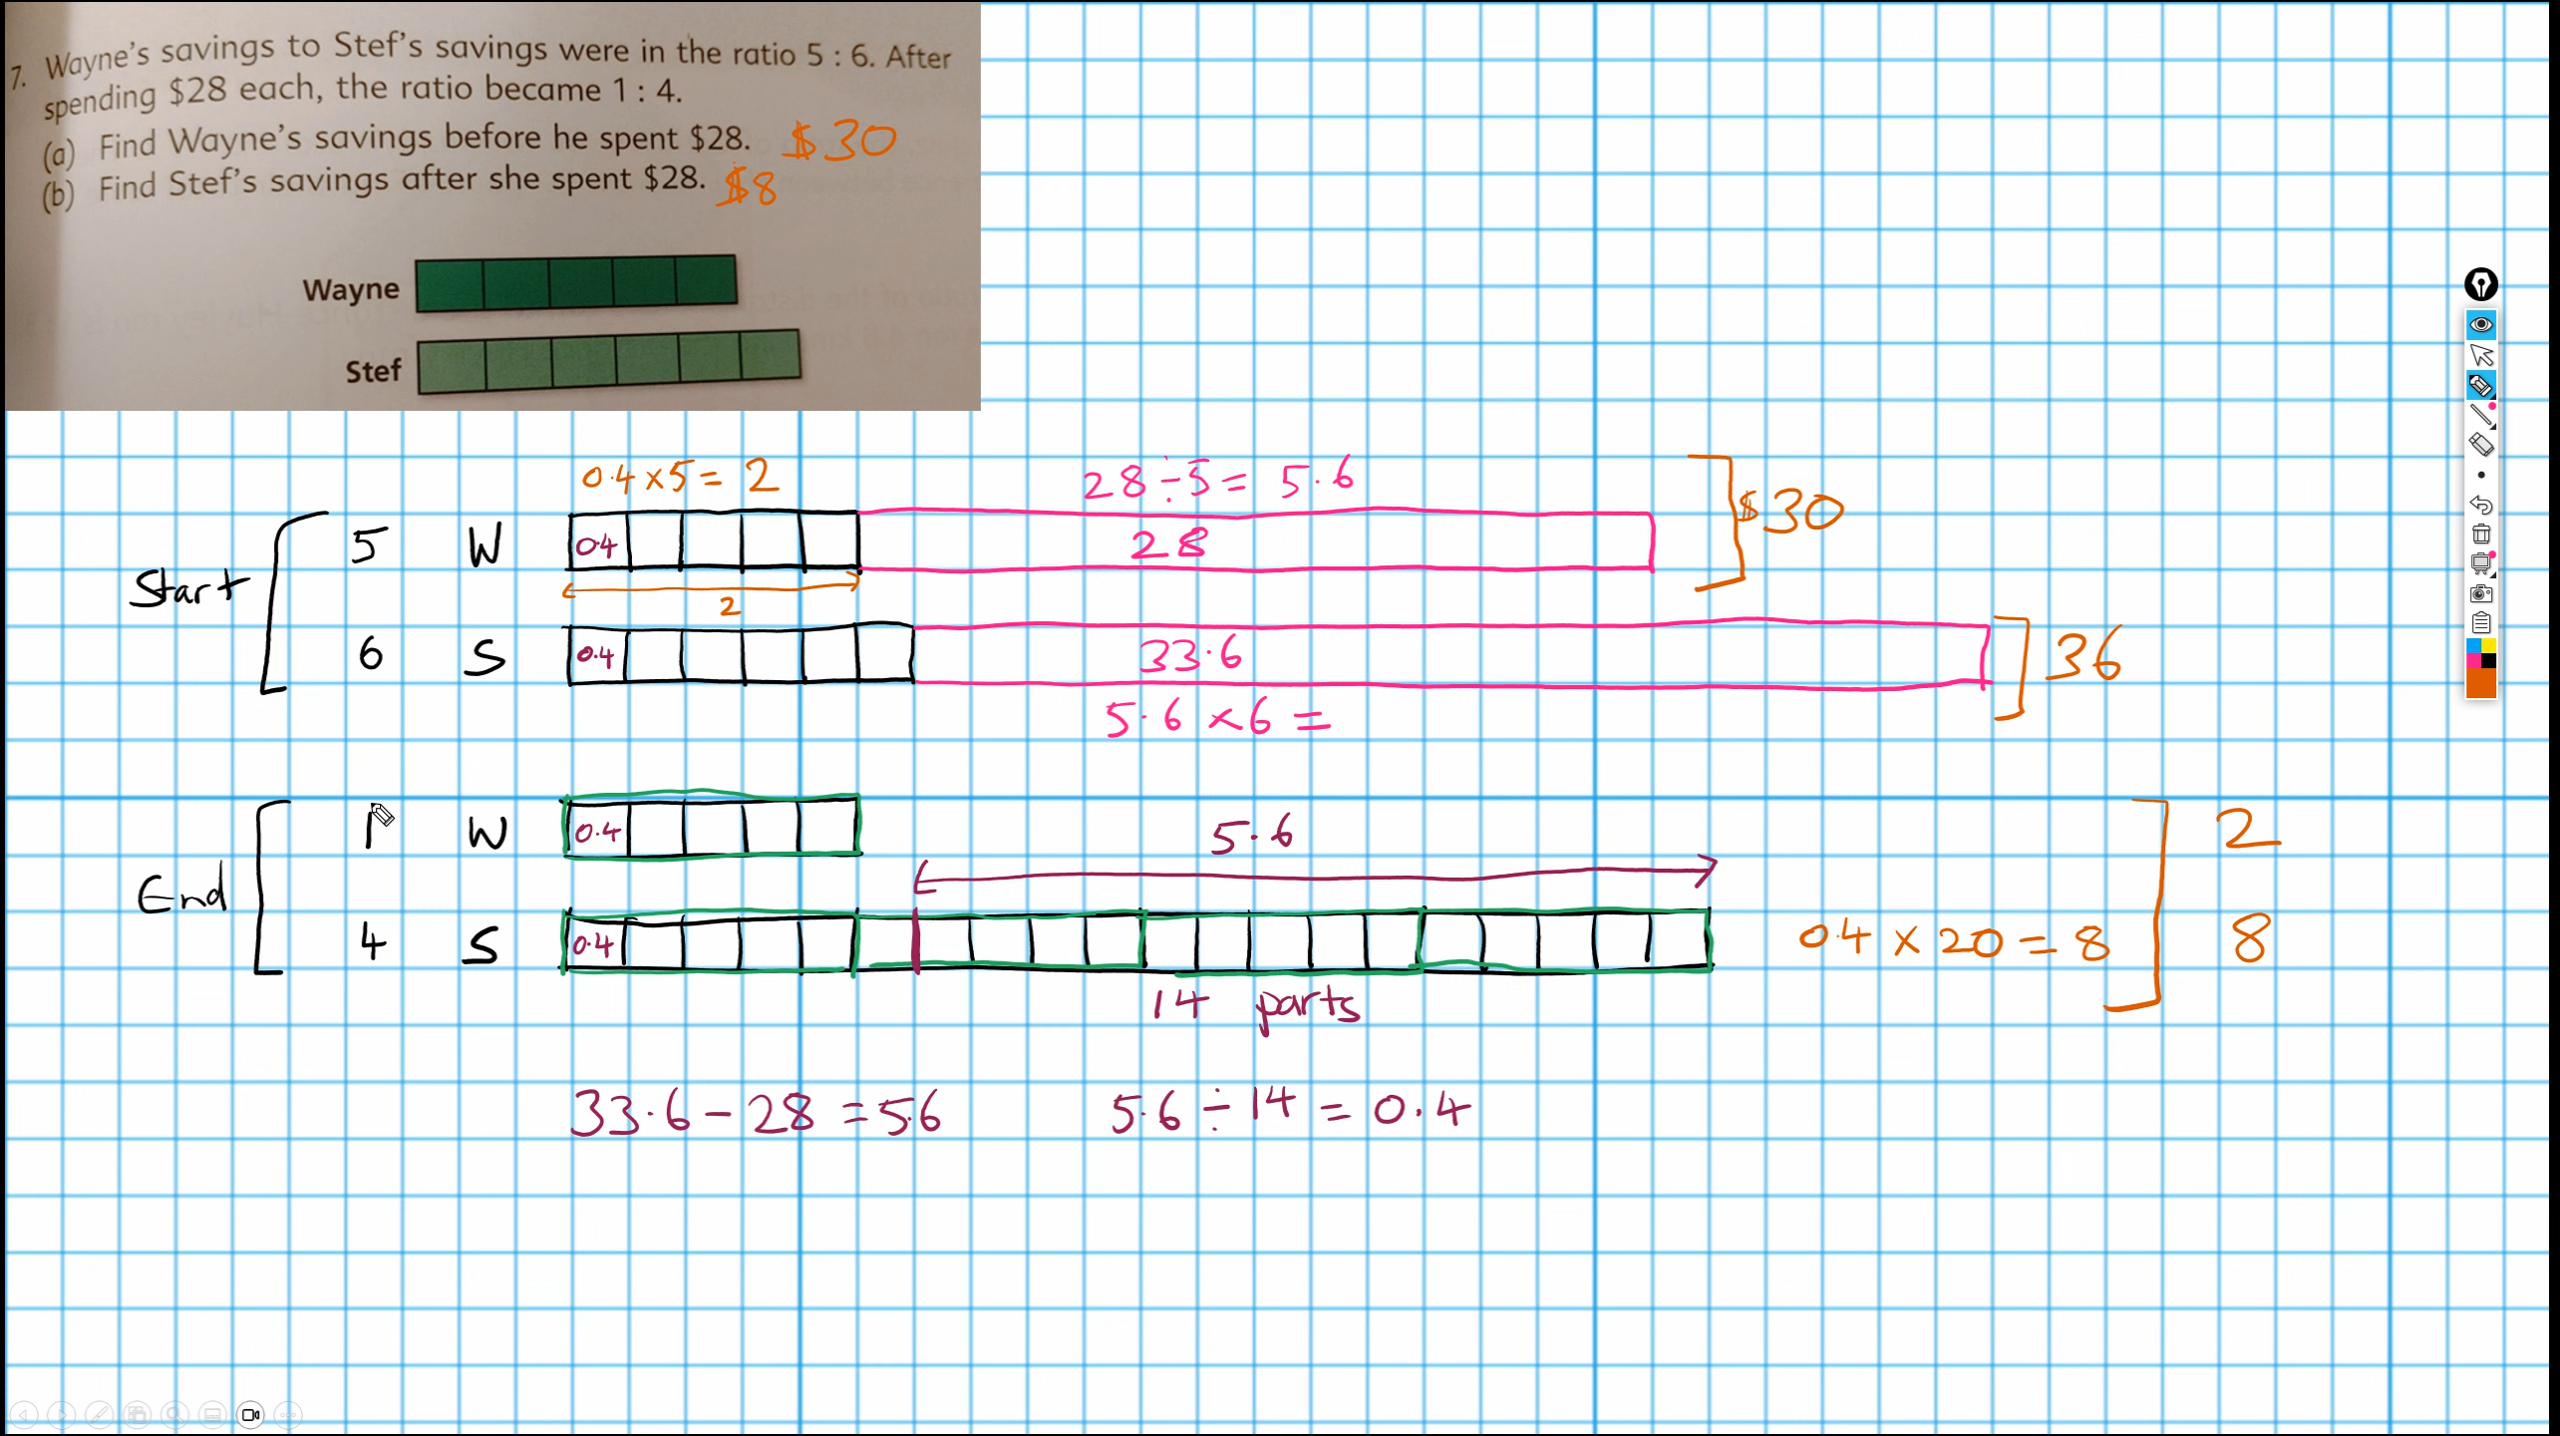 7. Wayne's savings to Stef's savings were in the ratio 5 : 6. After
spending $28 each, the ratio became 1 : 4.
(a) Find Wayne's savings before he spent $28. $30
(b) Find Stef's savings after she spent $28. $8
Wayne
Stef
0.4 × 5 = 2
28 ÷ 5 = 5.6
Start
5 W 0.4 28 $30
2
6 S 0.4 33.6 36
5.6 × 6 =
End
1 W 0.4 5.6 2
4 S 0.4 0.4 × 20 = 8 8
14 parts
33.6 - 28 = 5.6
5.6 ÷ 14 = 0.4